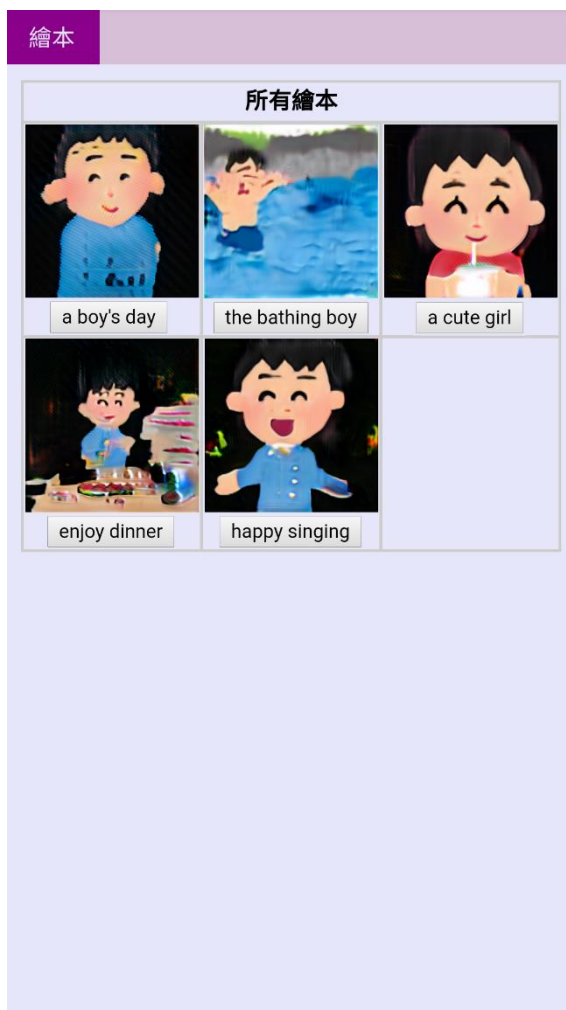 繪本
所有繪本
a boy's day
the bathing boy
a cute girl
enjoy dinner
happy singing